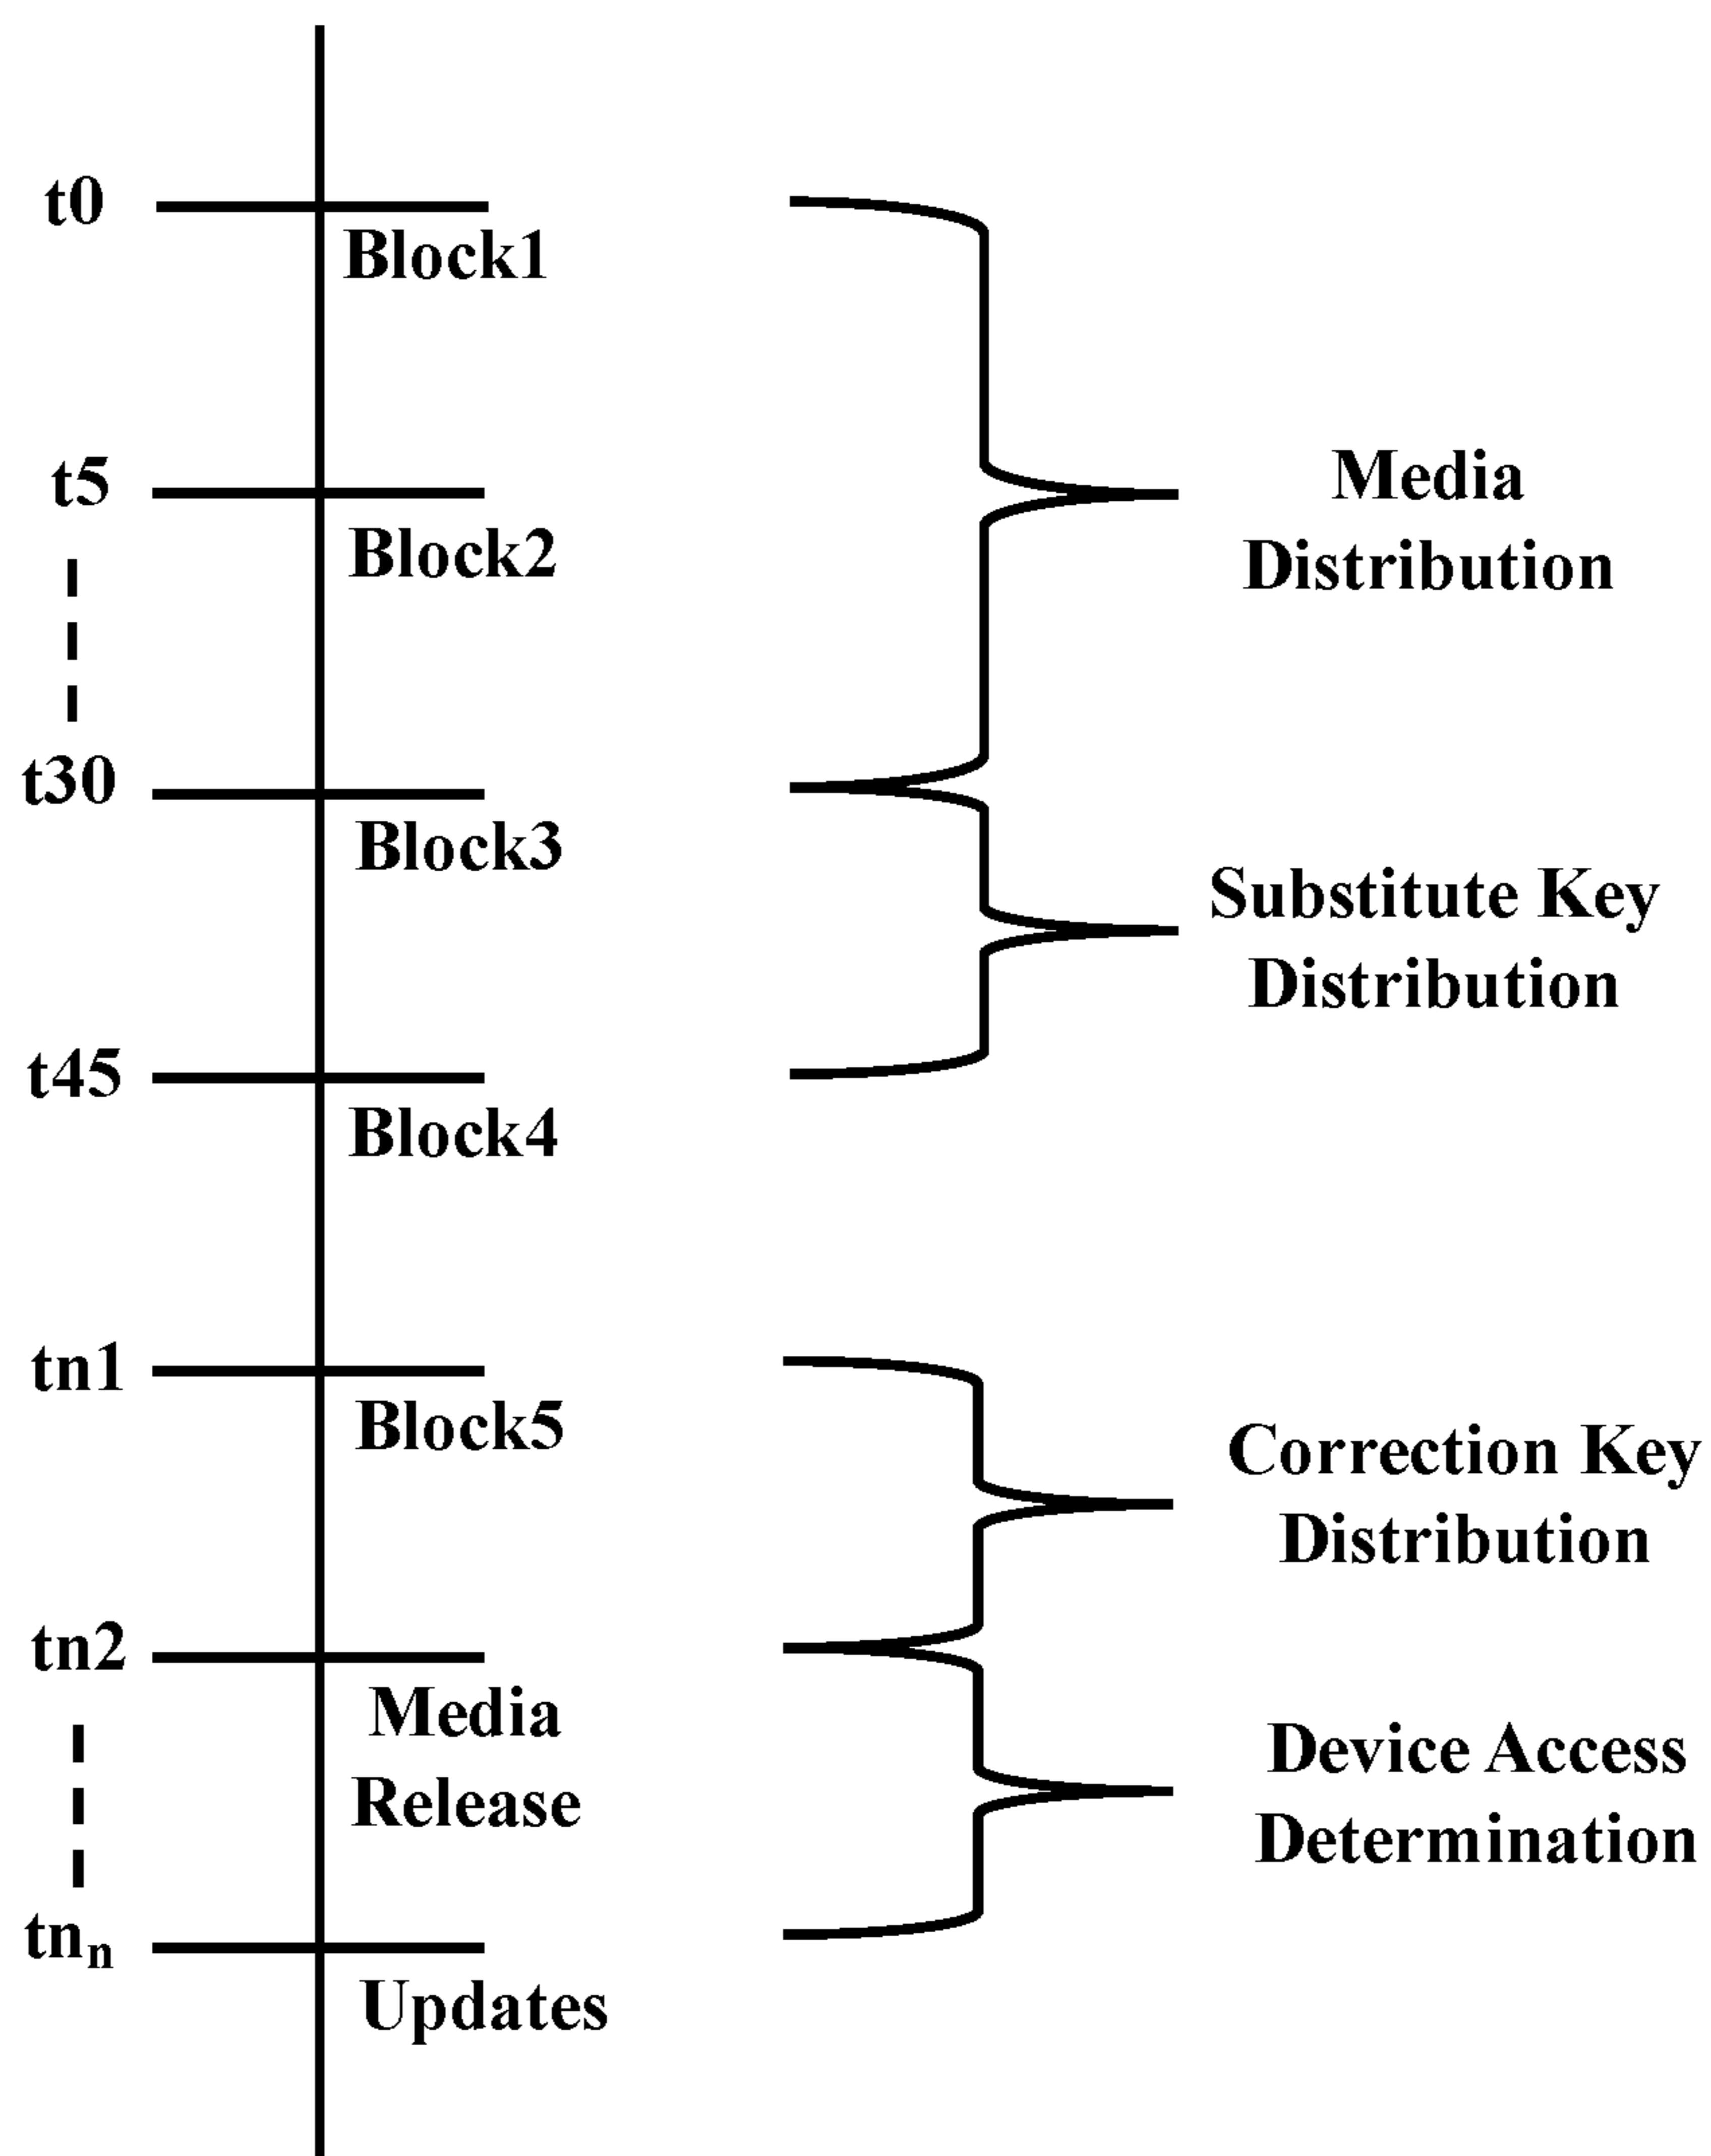 t0
Block1
t5
Block2
Media
Distribution
t30
Block3
Substitute Key
Distribution
t45
Block4
tn1
Block5
Correction Key
Distribution
tn2
Media
Release
Device Access
Determination
tnₙ
Updates